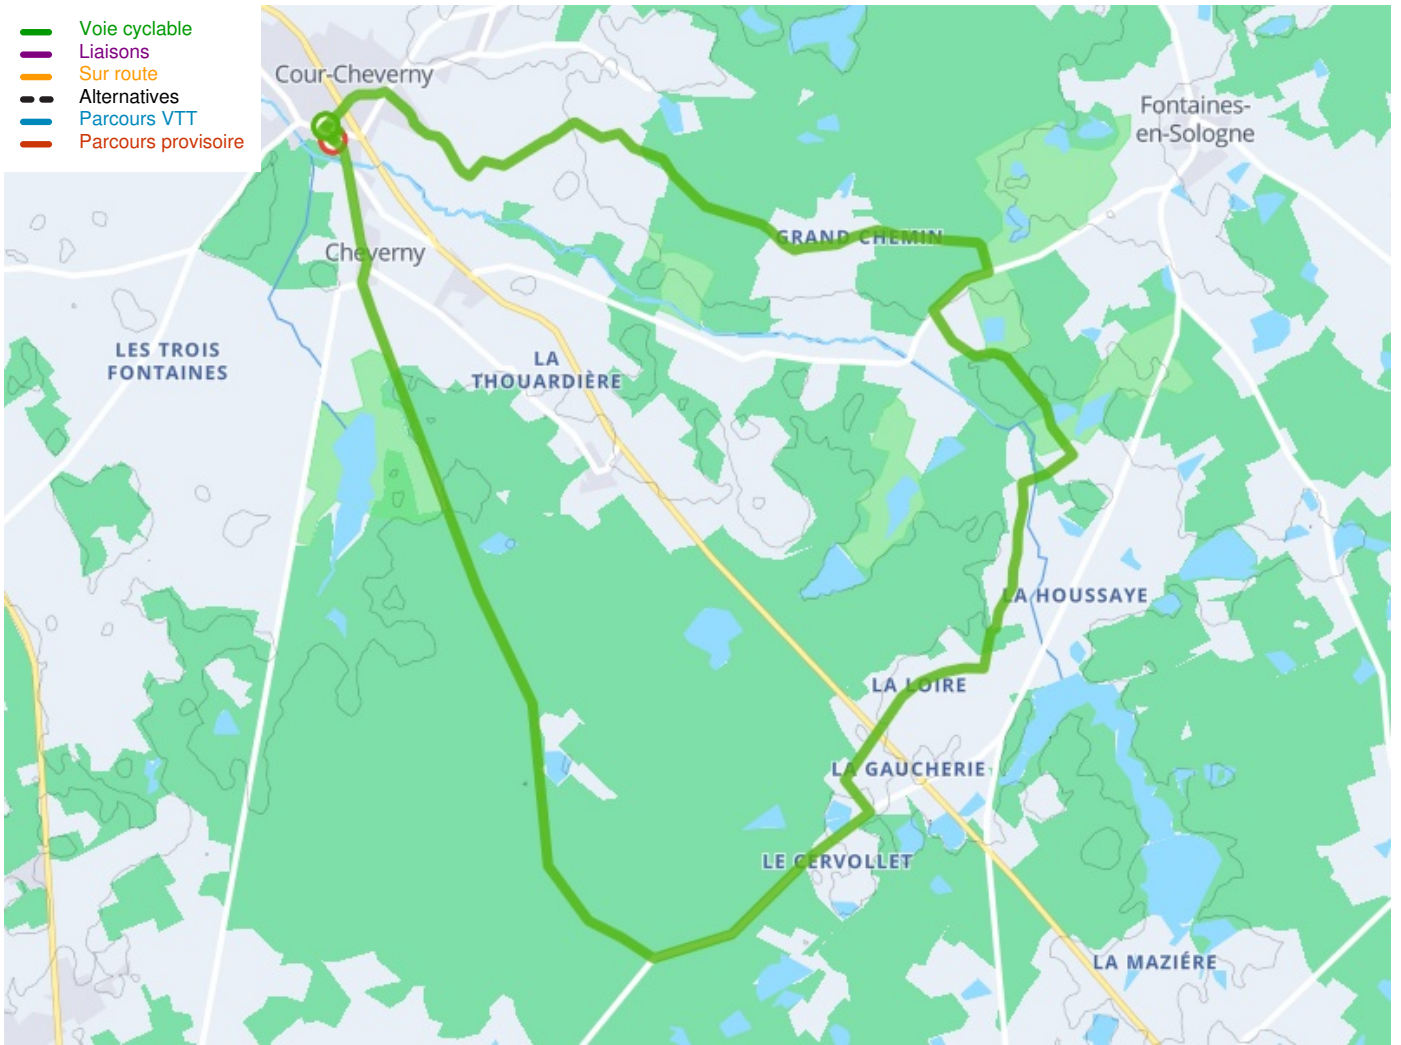 Voie cyclable
Liaisons
Sur route
Alternatives
Parcours VTT
Parcours provisoire
Cour-Cheverny
Fontaines-
en-Sologne
GRAND CHEMIN
Cheverny
LES TROIS
FONTAINES
LA
THOUARDIÈRE
LA HOUSSAYE
LA LOIRE
LA GAUCHERIE
LE CERVOLLET
LA MAZIÉRE